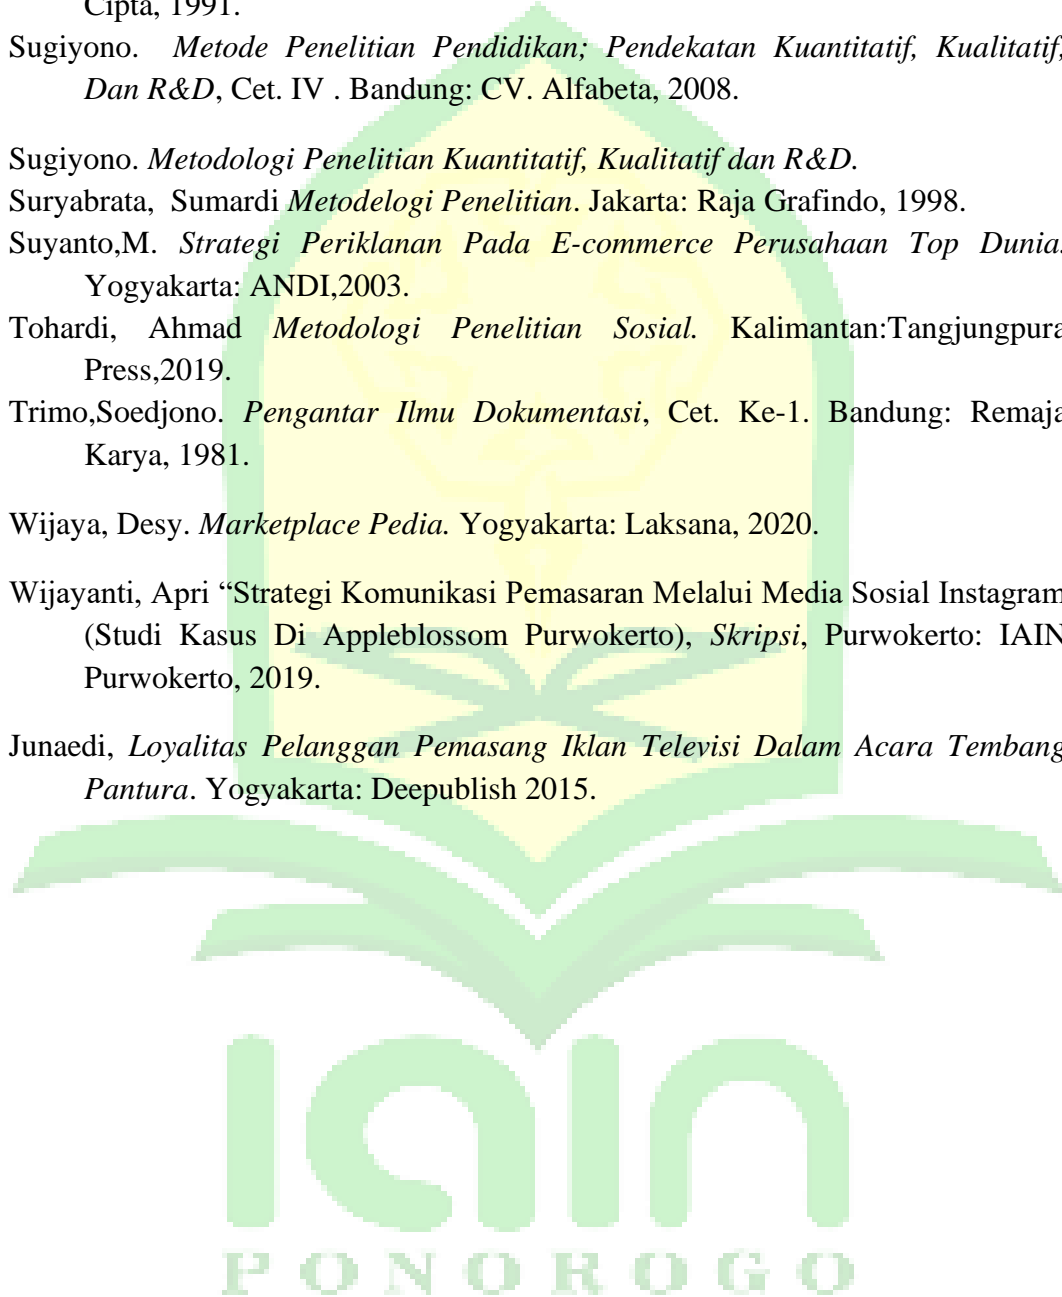 Cipta, 1991.
Sugiyono. Metode Penelitian Pendidikan; Pendekatan Kuantitatif, Kualitatif,
Dan R&D, Cet. IV . Bandung: CV. Alfabeta, 2008.
Sugiyono. Metodologi Penelitian Kuantitatif, Kualitatif dan R&D.
Suryabrata, Sumardi Metodelogi Penelitian. Jakarta: Raja Grafindo, 1998.
Suyanto,M. Strategi Periklanan Pada E-commerce Perusahaan Top Dunia.
Yogyakarta: ANDI,2003.
Tohardi, Ahmad Metodologi Penelitian Sosial. Kalimantan:Tangjungpura
Press,2019.
Trimo,Soedjono. Pengantar Ilmu Dokumentasi, Cet. Ke-1. Bandung: Remaja
Karya, 1981.
Wijaya, Desy. Marketplace Pedia. Yogyakarta: Laksana, 2020.
Wijayanti, Apri “Strategi Komunikasi Pemasaran Melalui Media Sosial Instagram
(Studi Kasus Di Appleblossom Purwokerto), Skripsi, Purwokerto: IAIN
Purwokerto, 2019.
Junaedi, Loyalitas Pelanggan Pemasang Iklan Televisi Dalam Acara Tembang
Pantura. Yogyakarta: Deepublish 2015.
iain
PONOROGO